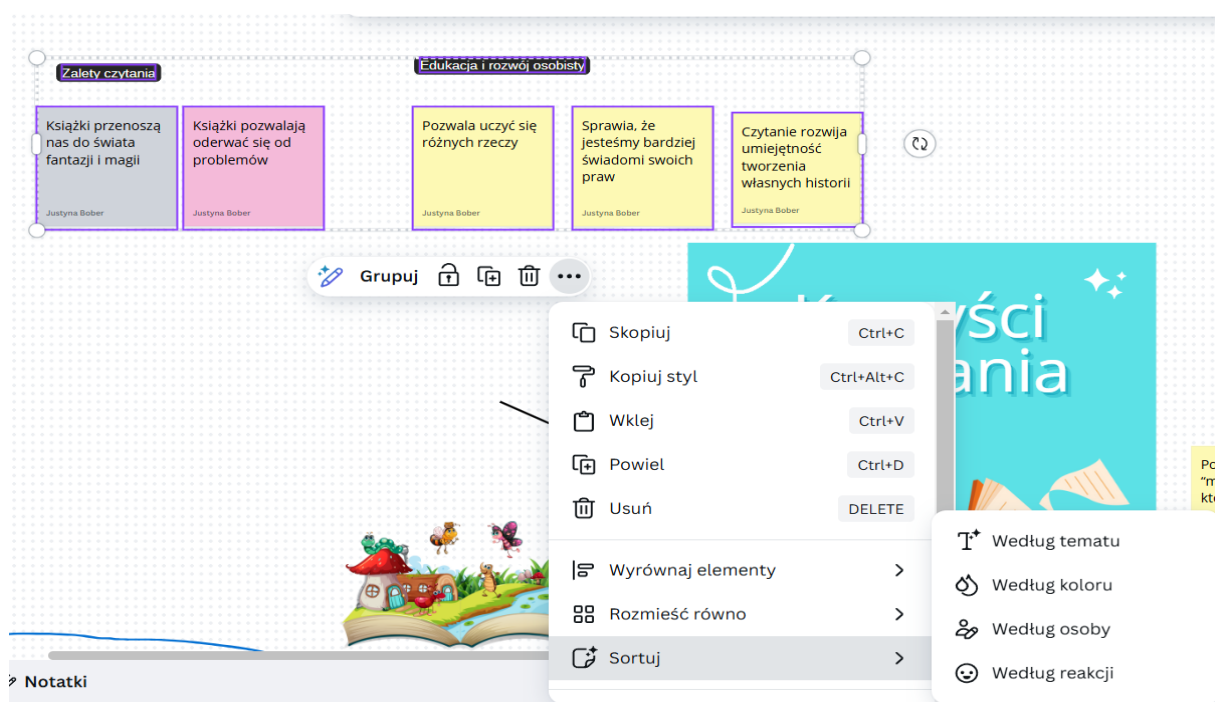 Zalety czytania
Edukacja i rozwój osobisty
Książki przenoszą
nas do świata
fantazji i magii
Justyna Bober
Książki pozwalają
oderwać się od
problemów
Justyna Bober
Pozwala uczyć się
różnych rzeczy
Justyna Bober
Sprawia, że
jesteśmy bardziej
świadomi swoich
praw
Justyna Bober
Czytanie rozwija
umiejętność
tworzenia
własnych historii
Justyna Bober
Grupuj
Skopiuj Ctrl+C
Kopiuj styl Ctrl+Alt+C
Wklej Ctrl+V
Powiel Ctrl+D
Usuń DELETE
Wyrównaj elementy
Rozmieść równo
Sortuj
Według tematu
Według koloru
Według osoby
Według reakcji
Notatki